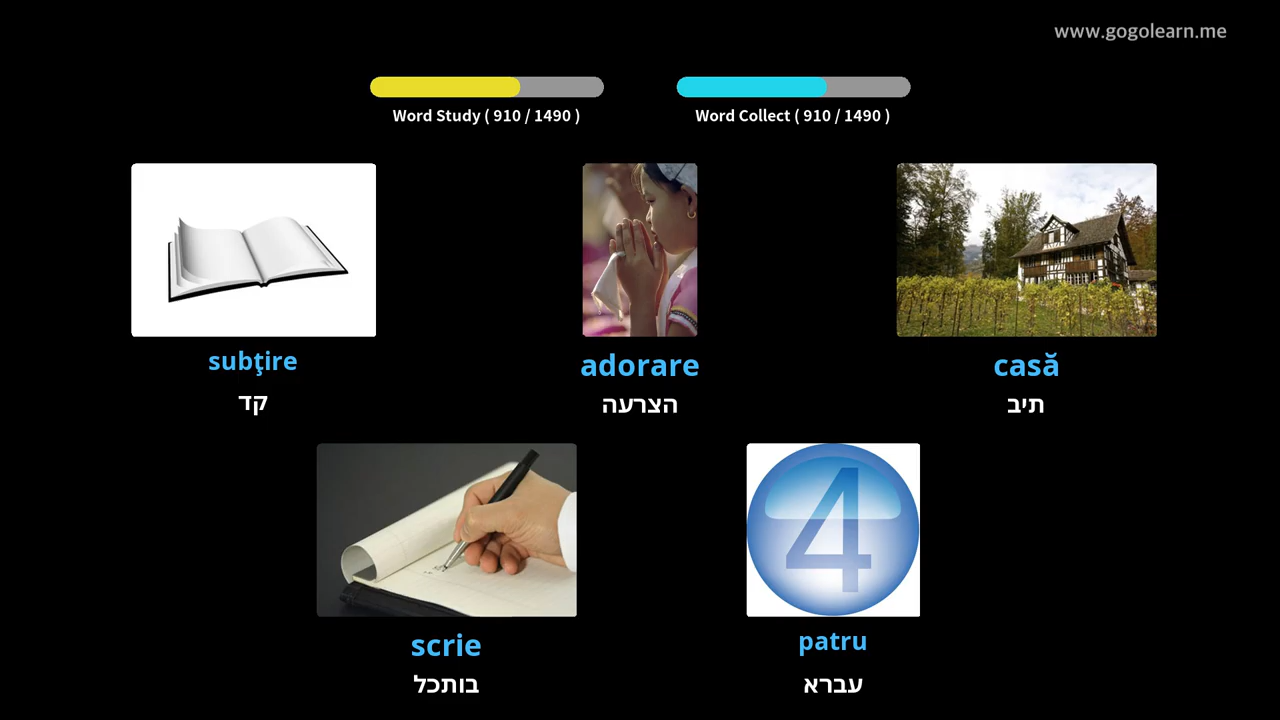 www.gogolearn.me
Word Study ( 910 / 1490 )
Word Collect ( 910 / 1490 )
subţire
קד
adorare
הצרעה
casă
תיב
scrie
בותכל
4
patru
עברא